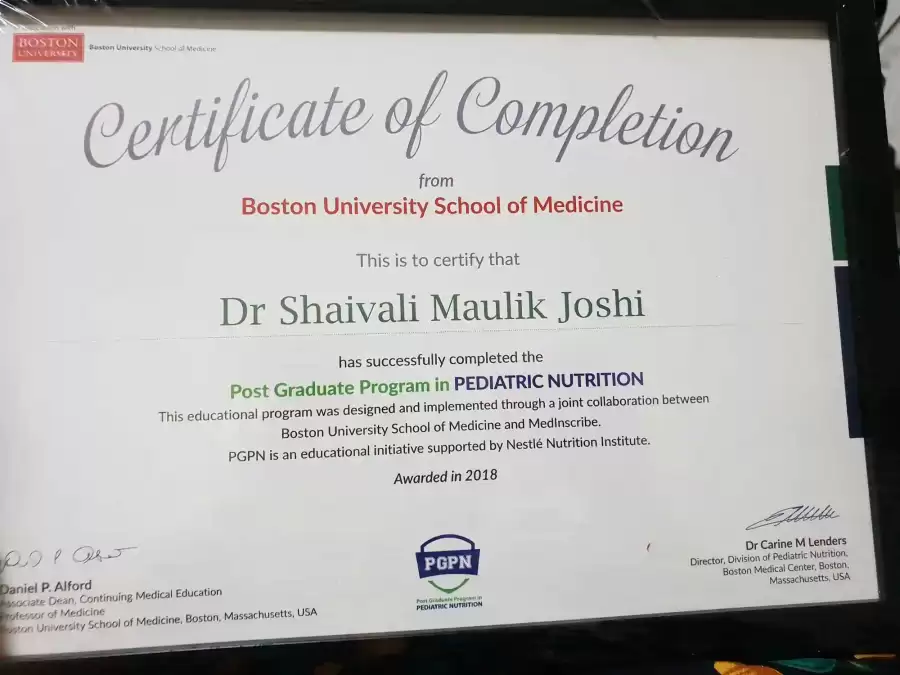 BOSTON
UNIVERSITY
Boston University School of Medicine
Certificate of Completion
from
Boston University School of Medicine
This is to certify that
Dr Shaivali Maulik Joshi
has successfully completed the
Post Graduate Program in PEDIATRIC NUTRITION
This educational program was designed and implemented through a joint collaboration between
Boston University School of Medicine and MedInscribe.
PGPN is an educational initiative supported by Nestlé Nutrition Institute.
Awarded in 2018
Daniel P. Alford
Associate Dean, Continuing Medical Education
Professor of Medicine
Boston University School of Medicine, Boston, Massachusetts, USA
PGPN
Post Graduate Program in
PEDIATRIC NUTRITION
Dr Carine M Lenders
Director, Division of Pediatric Nutrition,
Boston Medical Center, Boston,
Massachusetts, USA